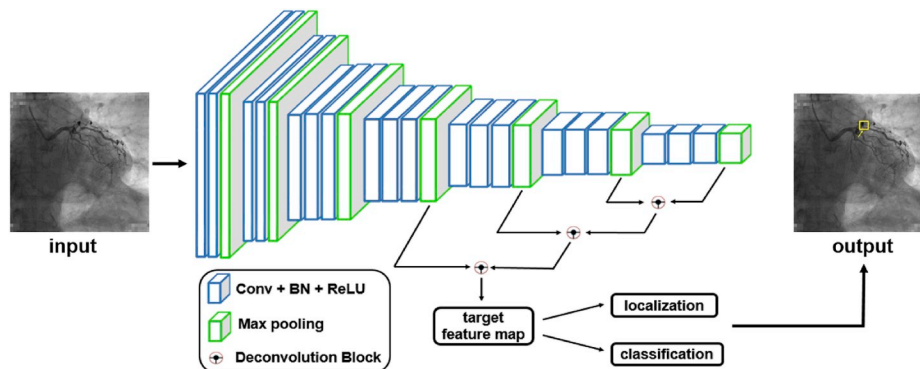 input
output
Conv + BN + ReLU
Max pooling
Deconvolution Block
target
feature map
localization
classification